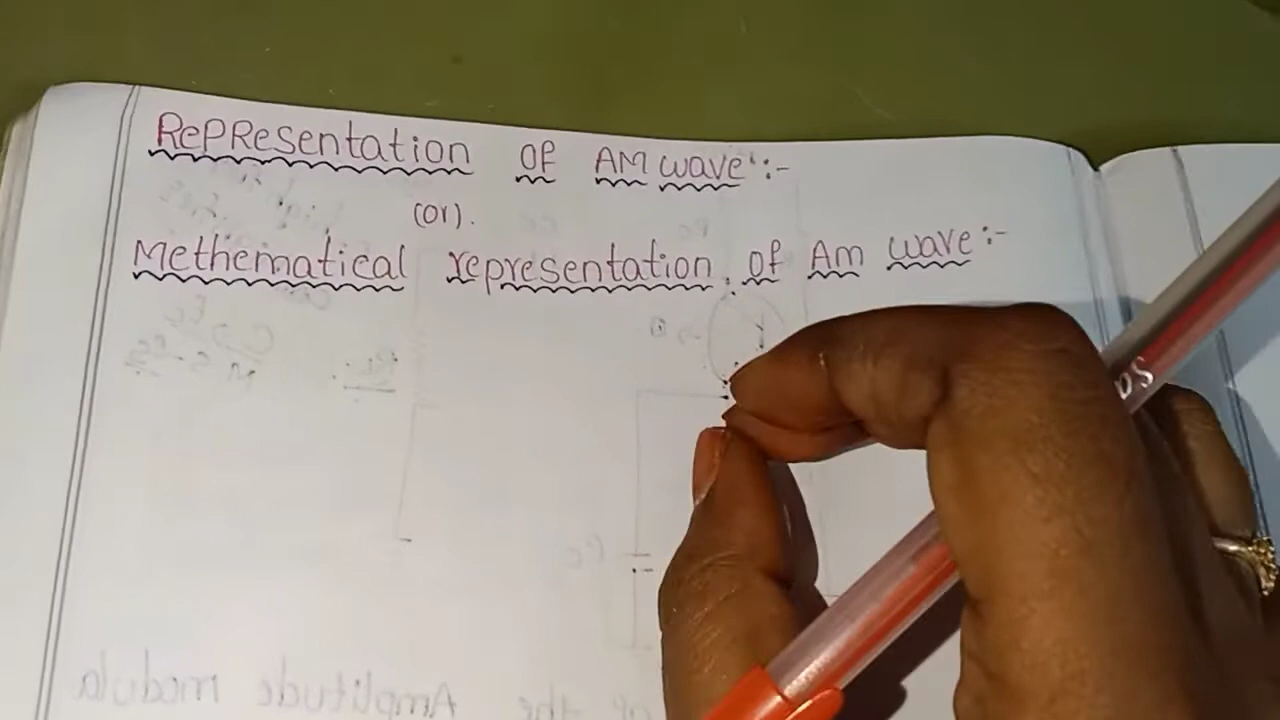 RePResentation of AM wave :-
(or).
Methematical representation of Am wave :-